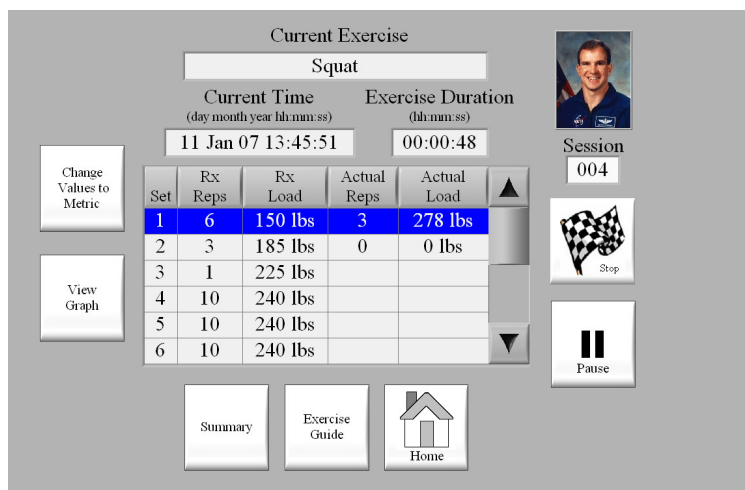 Current Exercise
Squat
Current Time
Exercise Duration
(day month year hh:mm:ss)
(hh:mm:ss)
11 Jan 07 13:45:51
00:00:48
Session
004
Change
Values to
Metric
View
Graph
Set Rx Reps Rx Load Actual Reps Actual Load
1 6 150 lbs 3 278 lbs
2 3 185 lbs 0 0 lbs
3 1 225 lbs
4 10 240 lbs
5 10 240 lbs
6 10 240 lbs
Stop
Pause
Summary
Exercise
Guide
Home